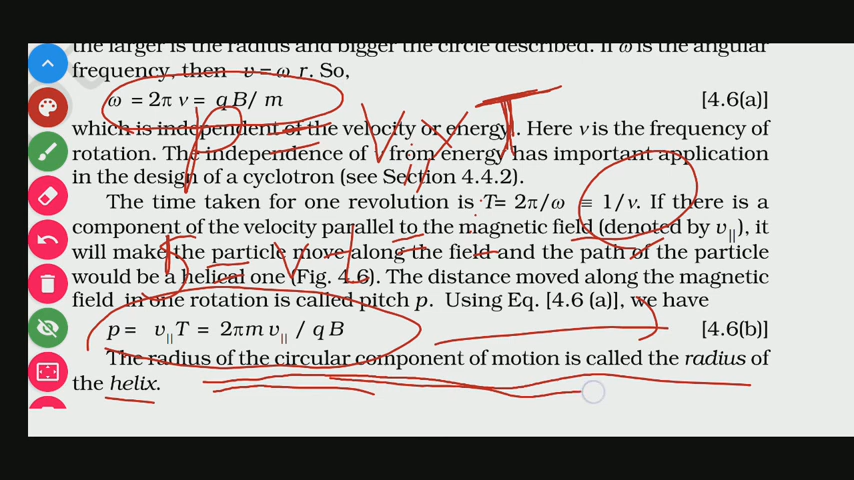 the larger is the radius and bigger the circle described. If ω is the angular
frequency, then v = ω r. So,
ω = 2π ν = q B/ m [4.6(a)]
which is independent of the velocity or energy. Here ν is the frequency of
rotation. The independence of ν from energy has important application
in the design of a cyclotron (see Section 4.4.2).
The time taken for one revolution is T= 2π/ω ≡ 1/ν. If there is a
component of the velocity parallel to the magnetic field (denoted by v||), it
will make the particle move along the field and the path of the particle
would be a helical one (Fig. 4.6). The distance moved along the magnetic
field in one rotation is called pitch p. Using Eq. [4.6 (a)], we have
p = v||T = 2πm v|| / q B [4.6(b)]
The radius of the circular component of motion is called the radius of
the helix.